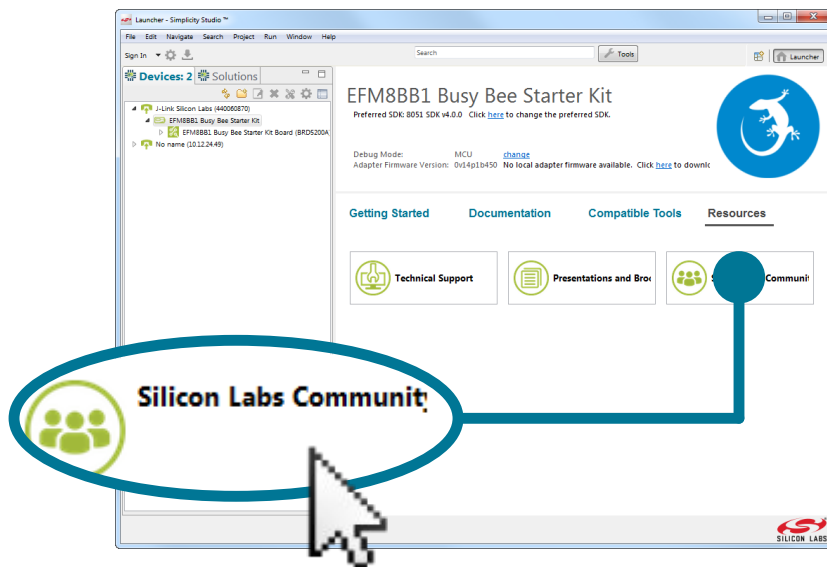 Launcher - Simplicity Studio ™
File Edit Navigate Search Project Run Window Help
Sign In Search Tools Launcher
Devices: 2 Solutions
J-Link Silicon Labs (440060870)
EFM8BB1 Busy Bee Starter Kit
EFM8BB1 Busy Bee Starter Kit Board (BRD5200A
No name (10.12.24.49)
EFM8BB1 Busy Bee Starter Kit
Preferred SDK: 8051 SDK v4.0.0 Click here to change the preferred SDK.
Debug Mode: MCU change
Adapter Firmware Version: 0v14p1b450 No local adapter firmware available. Click here to downlc
Getting Started Documentation Compatible Tools Resources
Technical Support Presentations and Broc S Communit
Silicon Labs Community
SILICON LABS